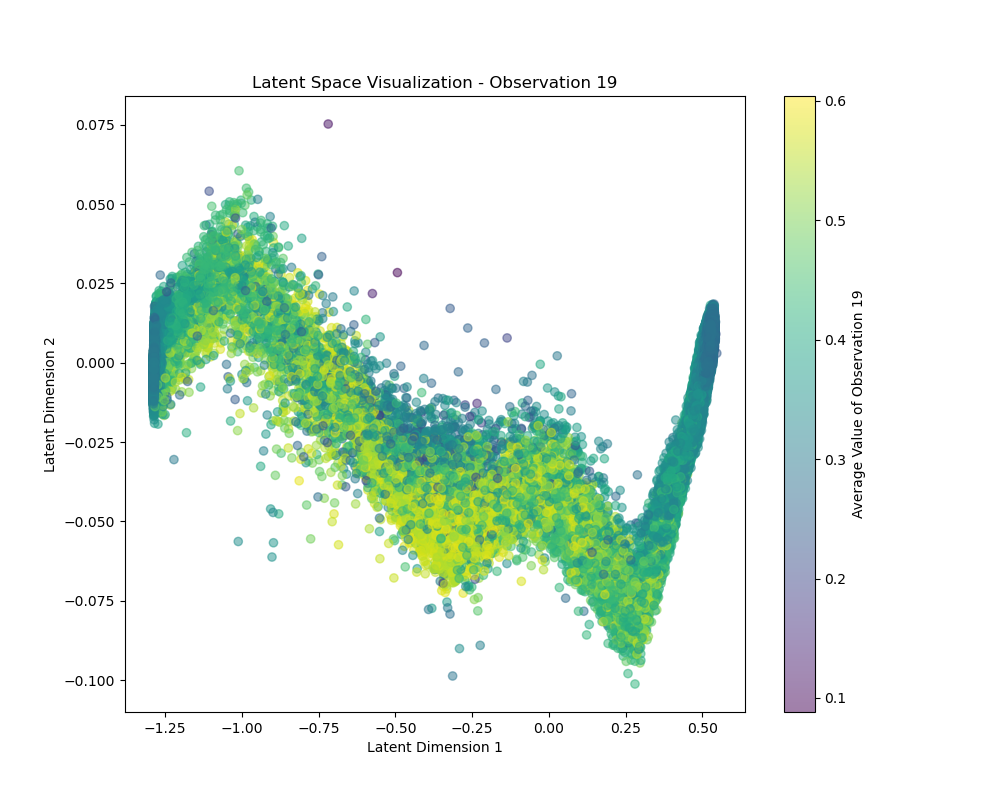 Latent Space Visualization - Observation 19
Latent Dimension 2
0.075
0.050
0.025
0.000
−0.025
−0.050
−0.075
−0.100
−1.25 −1.00 −0.75 −0.50 −0.25 0.00 0.25 0.50
Latent Dimension 1
0.6
0.5
0.4
0.3
0.2
0.1
Average Value of Observation 19